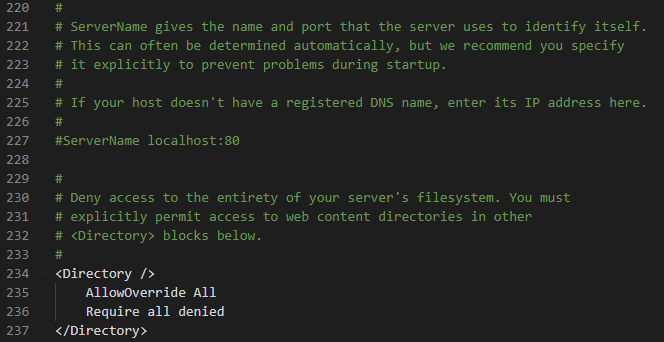 220 #
221 # ServerName gives the name and port that the server uses to identify itself.
222 # This can often be determined automatically, but we recommend you specify
223 # it explicitly to prevent problems during startup.
224 #
225 # If your host doesn't have a registered DNS name, enter its IP address here.
226 #
227 #ServerName localhost:80
228
229 #
230 # Deny access to the entirety of your server's filesystem. You must
231 # explicitly permit access to web content directories in other
232 # <Directory> blocks below.
233 #
234 <Directory />
235     AllowOverride All
236     Require all denied
237 </Directory>